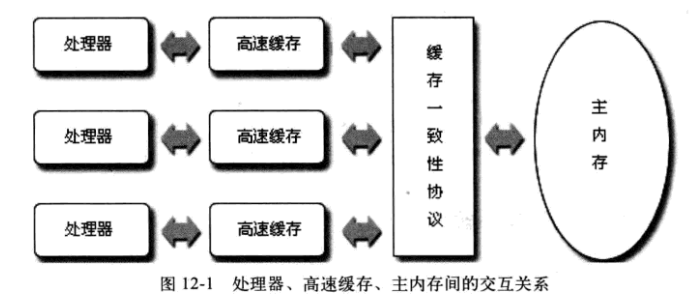 处理器
高速缓存
处理器
高速缓存
处理器
高速缓存
缓存一致性协议
主内存
图 12-1 处理器、高速缓存、主内存间的交互关系